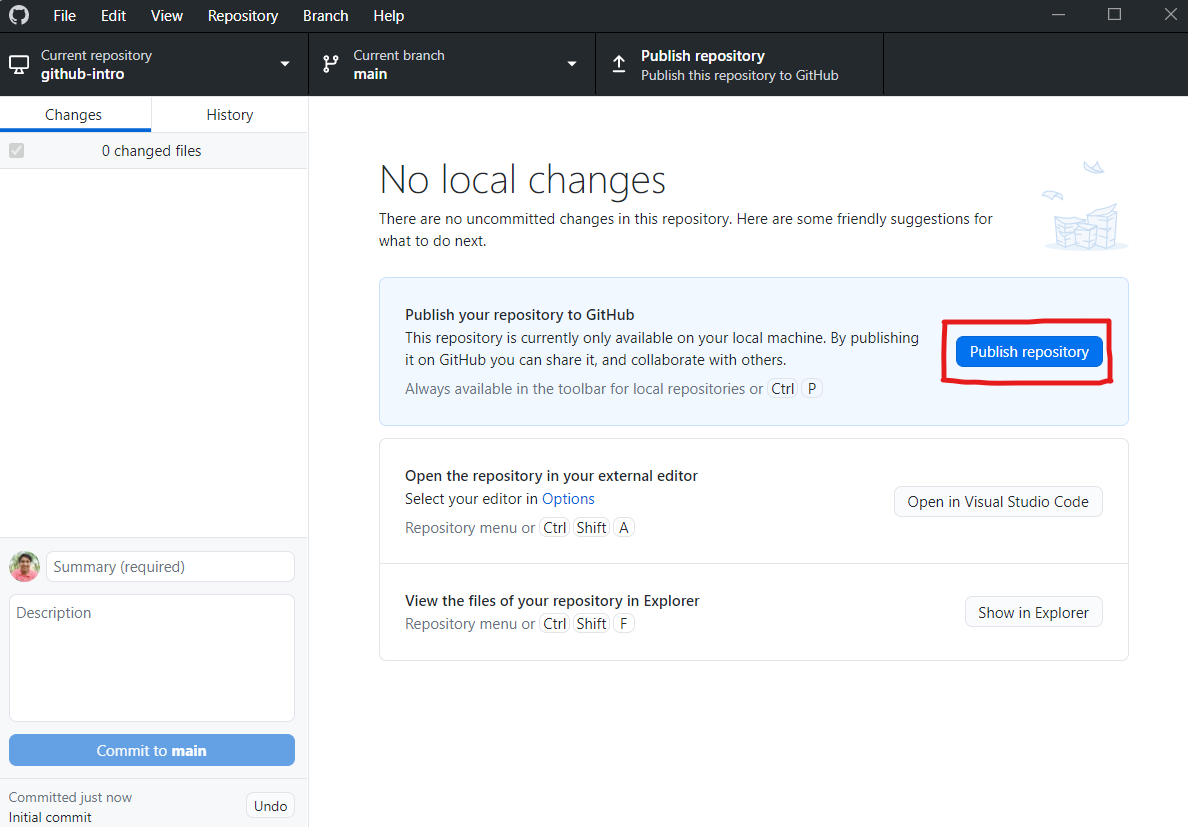 File Edit View Repository Branch Help
Current repository
github-intro
Current branch
main
Publish repository
Publish this repository to GitHub
Changes
History
0 changed files
No local changes
There are no uncommitted changes in this repository. Here are some friendly suggestions for
what to do next.
Publish your repository to GitHub
This repository is currently only available on your local machine. By publishing
it on GitHub you can share it, and collaborate with others.
Always available in the toolbar for local repositories or Ctrl P
Publish repository
Open the repository in your external editor
Select your editor in Options
Repository menu or Ctrl Shift A
Open in Visual Studio Code
View the files of your repository in Explorer
Repository menu or Ctrl Shift F
Show in Explorer
Summary (required)
Description
Commit to main
Committed just now
Initial commit
Undo